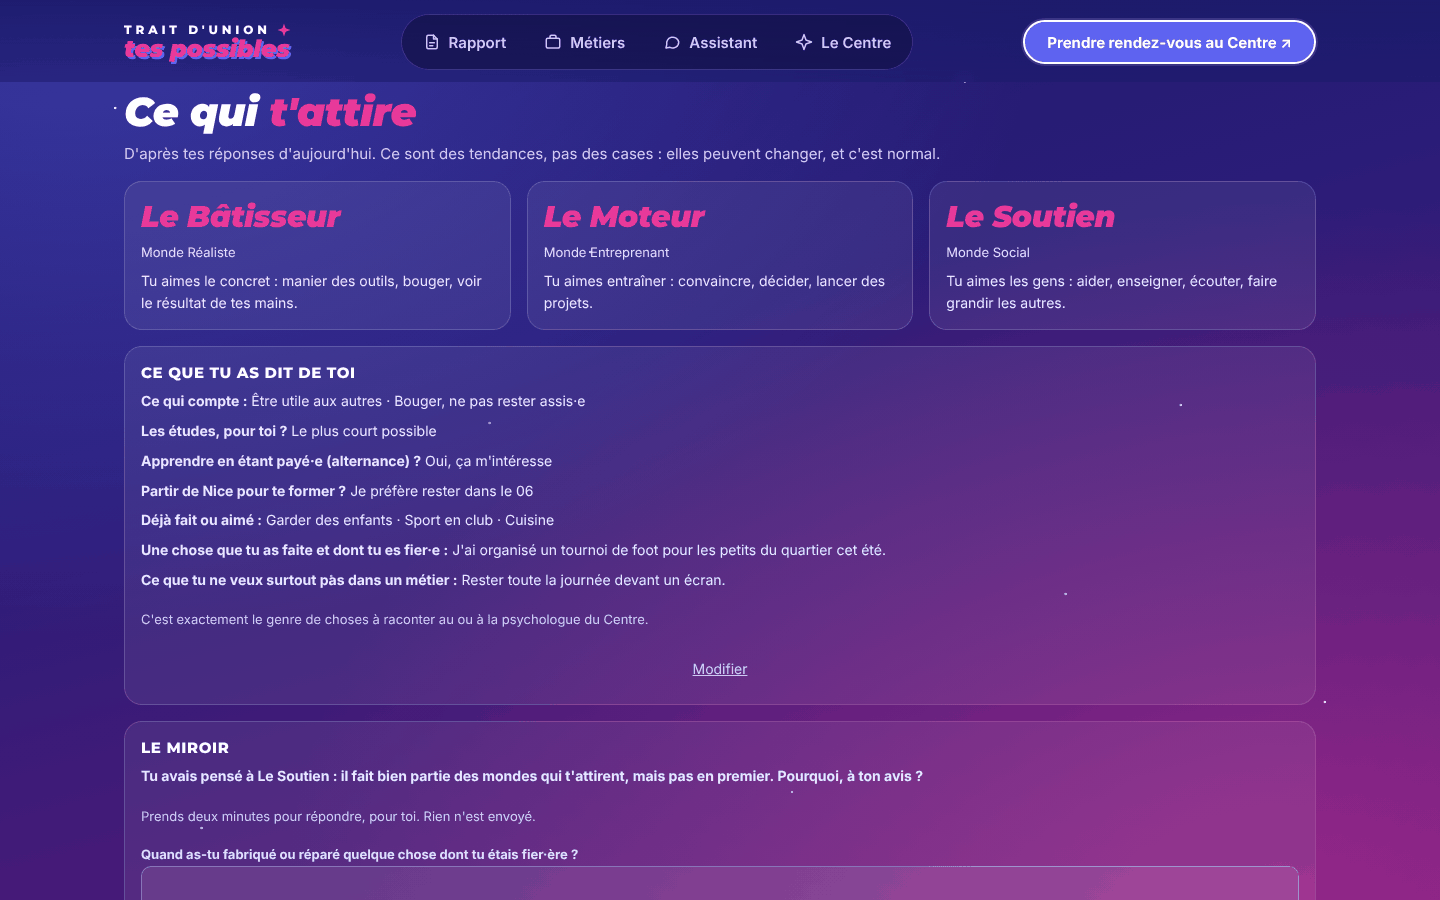 TRAIT D'UNION
tes possibles
Rapport
Métiers
Assistant
Le Centre
Prendre rendez-vous au Centre ↗
Ce qui t'attire
D'après tes réponses d'aujourd'hui. Ce sont des tendances, pas des cases : elles peuvent changer, et c'est normal.
Le Bâtisseur
Monde Réaliste
Tu aimes le concret : manier des outils, bouger, voir
le résultat de tes mains.
Le Moteur
Monde Entreprenant
Tu aimes entraîner : convaincre, décider, lancer des
projets.
Le Soutien
Monde Social
Tu aimes les gens : aider, enseigner, écouter, faire
grandir les autres.
CE QUE TU AS DIT DE TOI
Ce qui compte : Être utile aux autres · Bouger, ne pas rester assis·e
Les études, pour toi ? Le plus court possible
Apprendre en étant payé·e (alternance) ? Oui, ça m'intéresse
Partir de Nice pour te former ? Je préfère rester dans le 06
Déjà fait ou aimé : Garder des enfants · Sport en club · Cuisine
Une chose que tu as faite et dont tu es fier·e : J'ai organisé un tournoi de foot pour les petits du quartier cet été.
Ce que tu ne veux surtout pas dans un métier : Rester toute la journée devant un écran.
C'est exactement le genre de choses à raconter au ou à la psychologue du Centre.
Modifier
LE MIROIR
Tu avais pensé à Le Soutien : il fait bien partie des mondes qui t'attirent, mais pas en premier. Pourquoi, à ton avis ?
Prends deux minutes pour répondre, pour toi. Rien n'est envoyé.
Quand as-tu fabriqué ou réparé quelque chose dont tu étais fier·ère ?